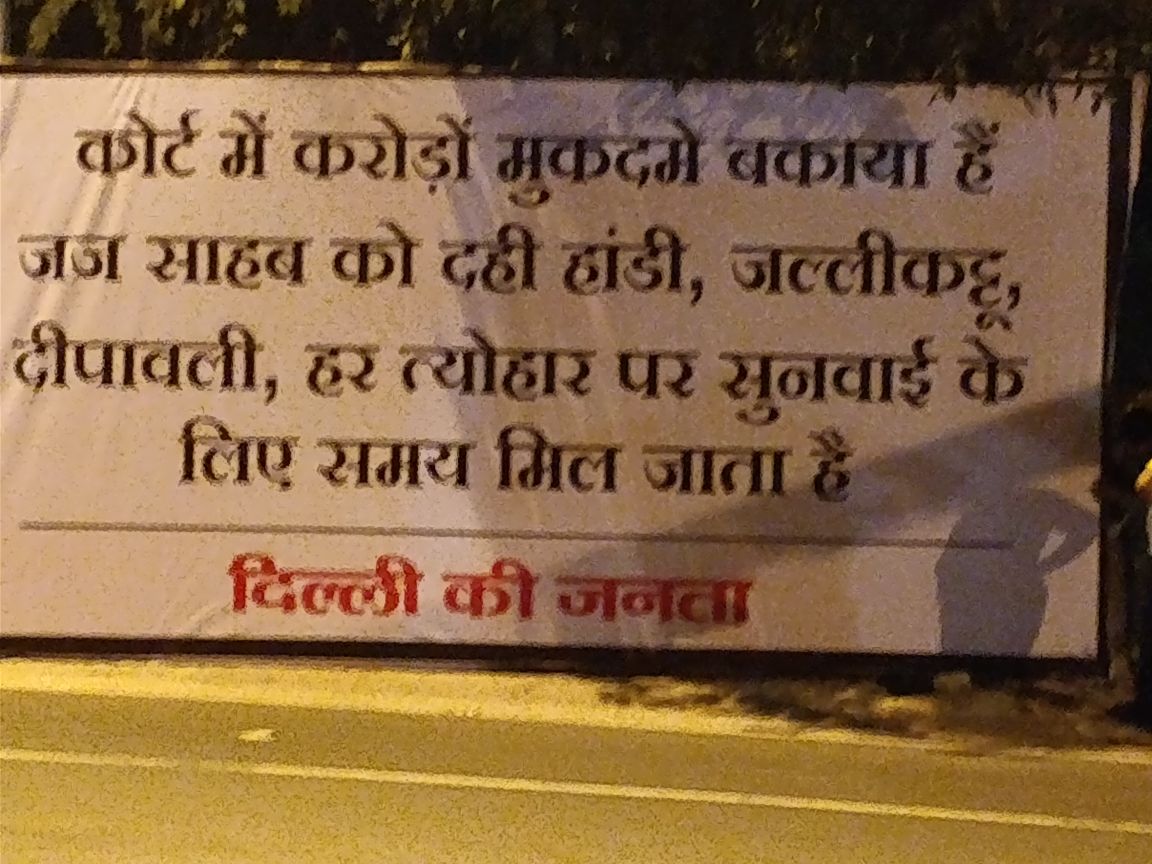 कोर्ट में करोड़ों मुकदमे बकाया हैं
जज साहब को दही हांडी, जल्लीकट्टू,
दीपावली, हर त्योहार पर सुनवाई के
लिए समय मिल जाता है
दिल्ली की जनता